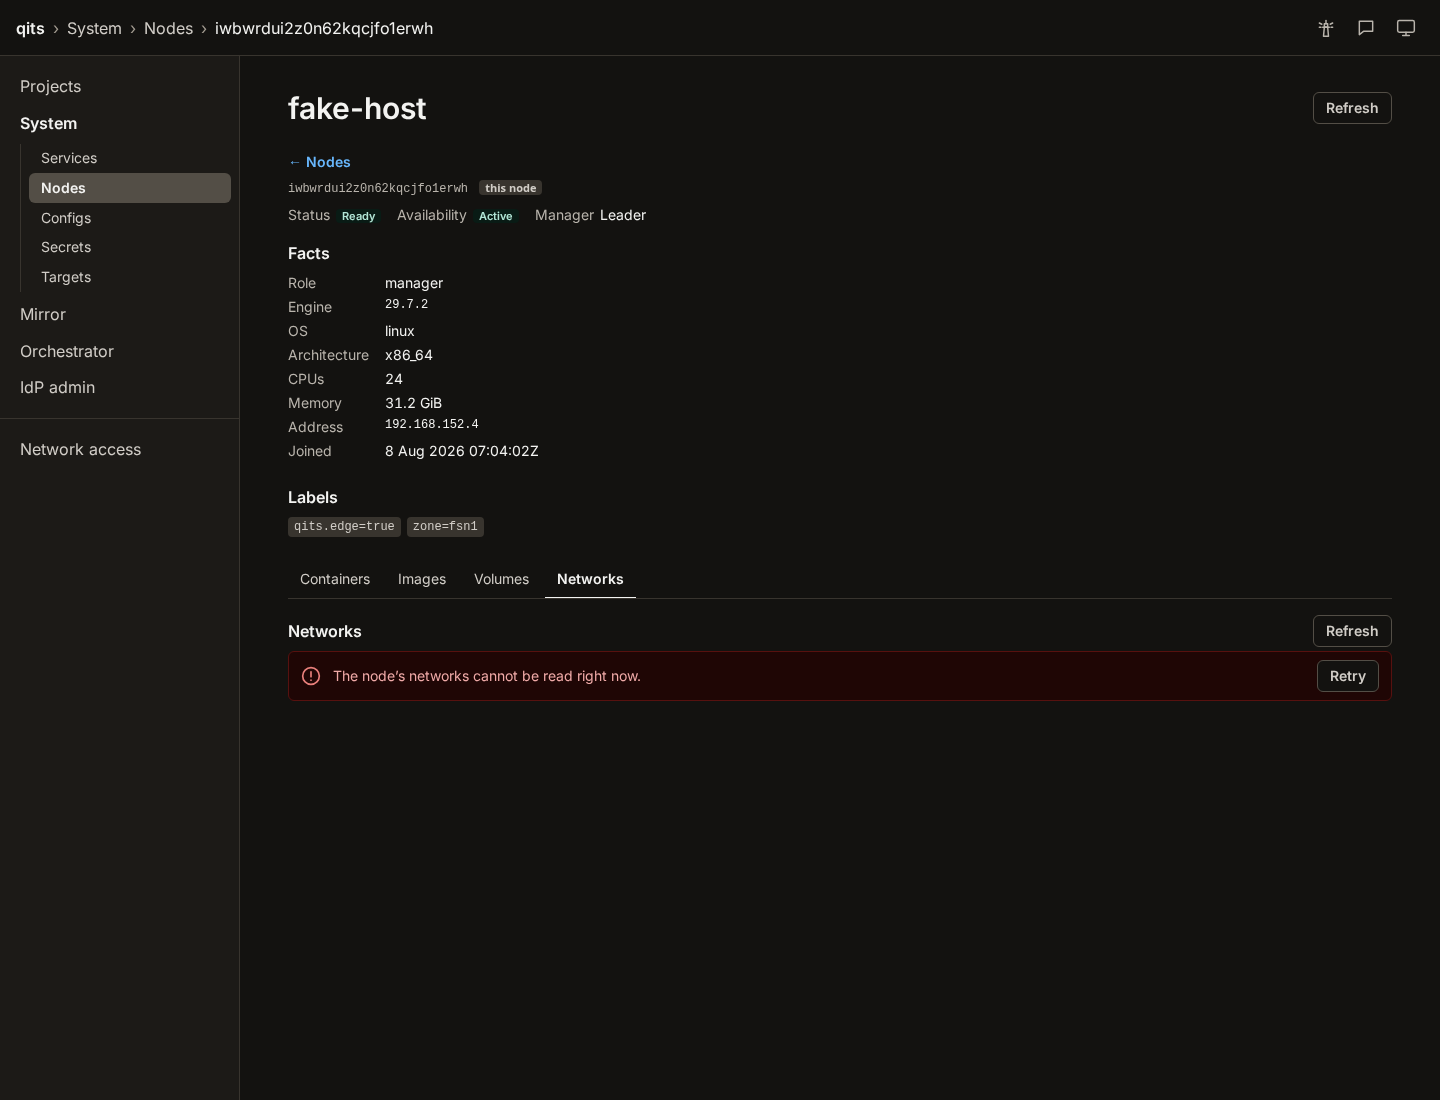 qits › System › Nodes › iwbwrdui2z0n62kqcjfo1erwh
Projects
System
Services
Nodes
Configs
Secrets
Targets
Mirror
Orchestrator
IdP admin
Network access
fake-host
Refresh
← Nodes
iwbwrdui2z0n62kqcjfo1erwh this node
Status Ready Availability Active Manager Leader
Facts
Role manager
Engine 29.7.2
OS linux
Architecture x86_64
CPUs 24
Memory 31.2 GiB
Address 192.168.152.4
Joined 8 Aug 2026 07:04:02Z
Labels
qits.edge=true zone=fsn1
Containers Images Volumes Networks
Networks Refresh
The node’s networks cannot be read right now. Retry